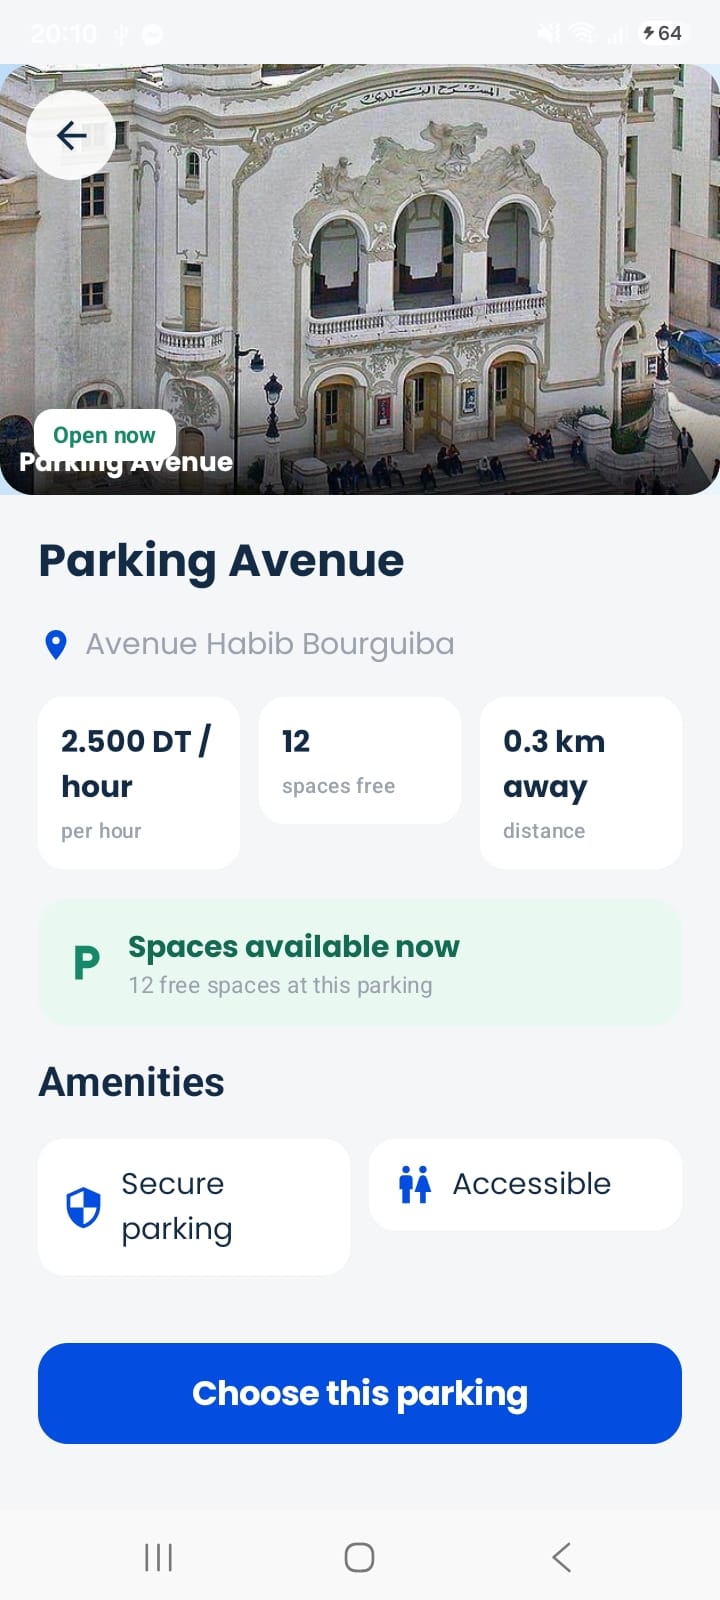 20:10
64
المسرح البلدي
Open now
Parking Avenue
Parking Avenue
Avenue Habib Bourguiba
2.500 DT /
hour
per hour
12
spaces free
0.3 km
away
distance
P
Spaces available now
12 free spaces at this parking
Amenities
Secure
parking
Accessible
Choose this parking